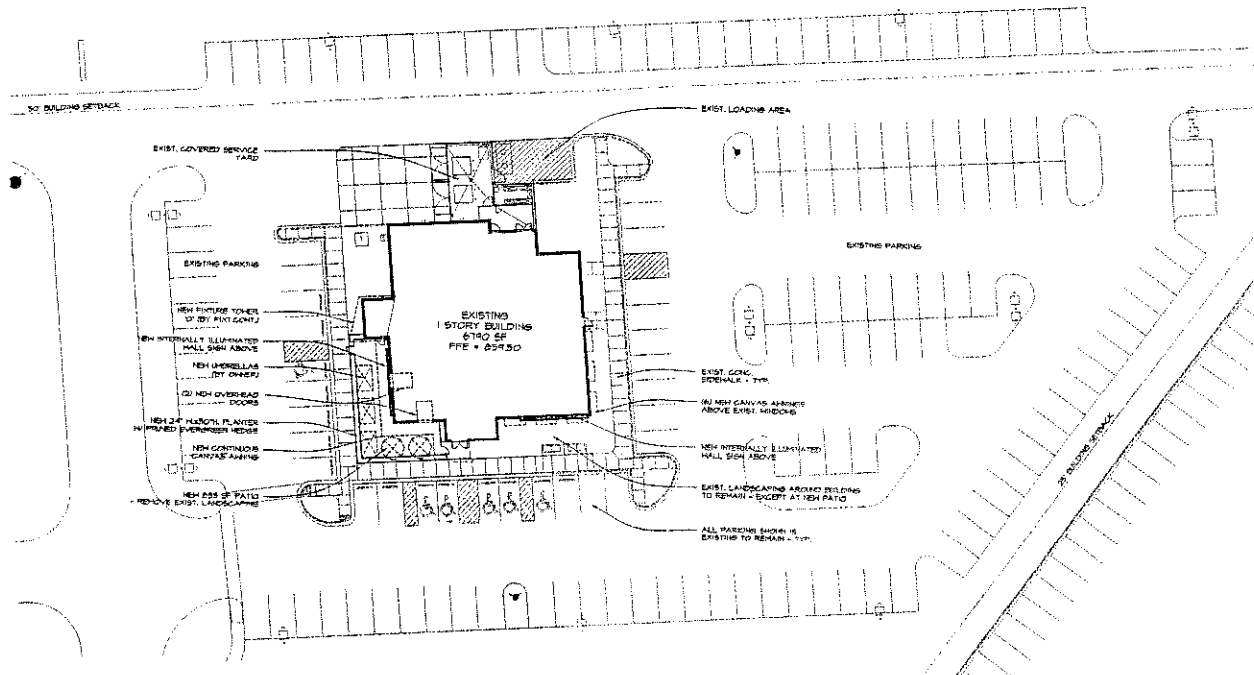 50' BUILDING SETBACK
EXIST. COVERED SERVICE
YARD
EXISTING PARKING
NEW FIXTURE TOWER
'D' (BY FIXT.CONT.)
NEW INTERNALLY ILLUMINATED
WALL SIGN ABOVE
NEW UMBRELLAS
(BY OWNER)
(2) NEW OVERHEAD
DOORS
NEW 24" PLANTER
W/ PRUNED EVERGREEN HEDGE
NEW CONTINUOUS
CANVAS AWNING
NEW SF PATIO
- REMOVE EXIST. LANDSCAPING
EXISTING
1 STORY BUILDING
6790 SF
FFE = 859.50
EXIST. LOADING AREA
EXISTING PARKING
EXIST. CONC.
SIDEWALK - TYP.
(6) NEW CANVAS AWNINGS
ABOVE EXIST. WINDOWS
NEW INTERNALLY ILLUMINATED
WALL SIGN ABOVE
EXIST. LANDSCAPING AROUND BUILDING
TO REMAIN - EXCEPT AT NEW PATIO
ALL PARKING SHOWN IS
EXISTING TO REMAIN - TYP.
25' BUILDING SETBACK